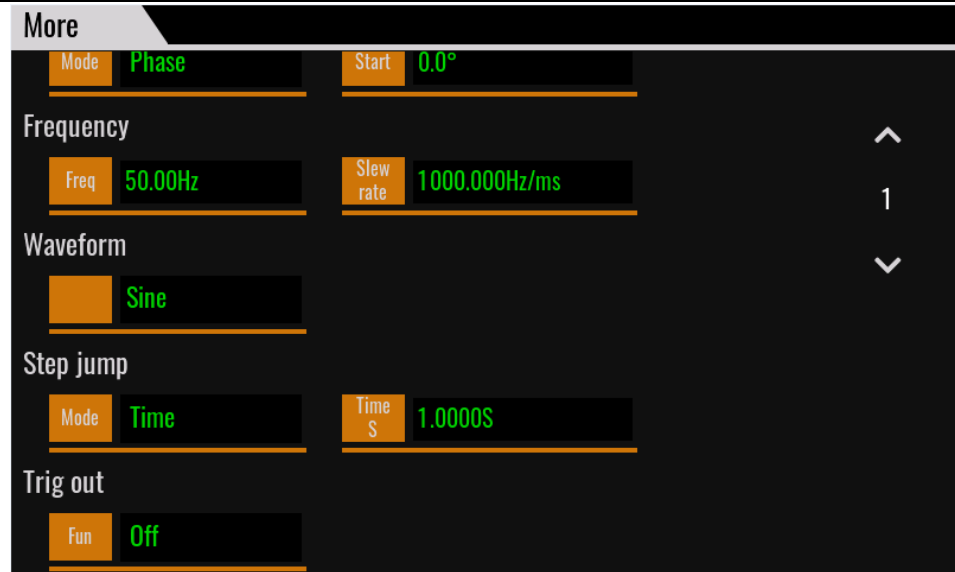 More
Mode Phase Start 0.0°
Frequency
Freq 50.00Hz Slew rate 1000.000Hz/ms
1
Waveform
Sine
Step jump
Mode Time Time S 1.0000S
Trig out
Fun Off